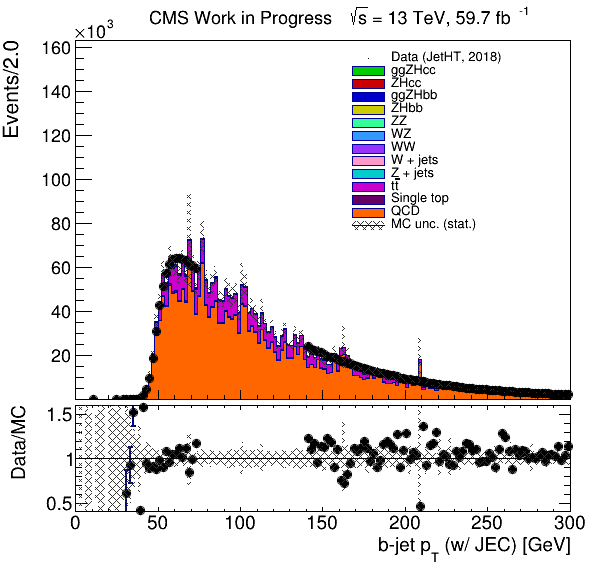 CMS Work in Progress √s = 13 TeV, 59.7 fb⁻¹
×10³
Events/2.0
160
140
120
100
80
60
40
20
Data (JetHT, 2018)
ggZHcc
ZHcc
ggZHbb
ZHbb
ZZ
WZ
WW
W + jets
Z + jets
tt̄
Single top
QCD
MC unc. (stat.)
Data/MC
1.5
1
0.5
0 50 100 150 200 250 300
b-jet p_T (w/ JEC) [GeV]